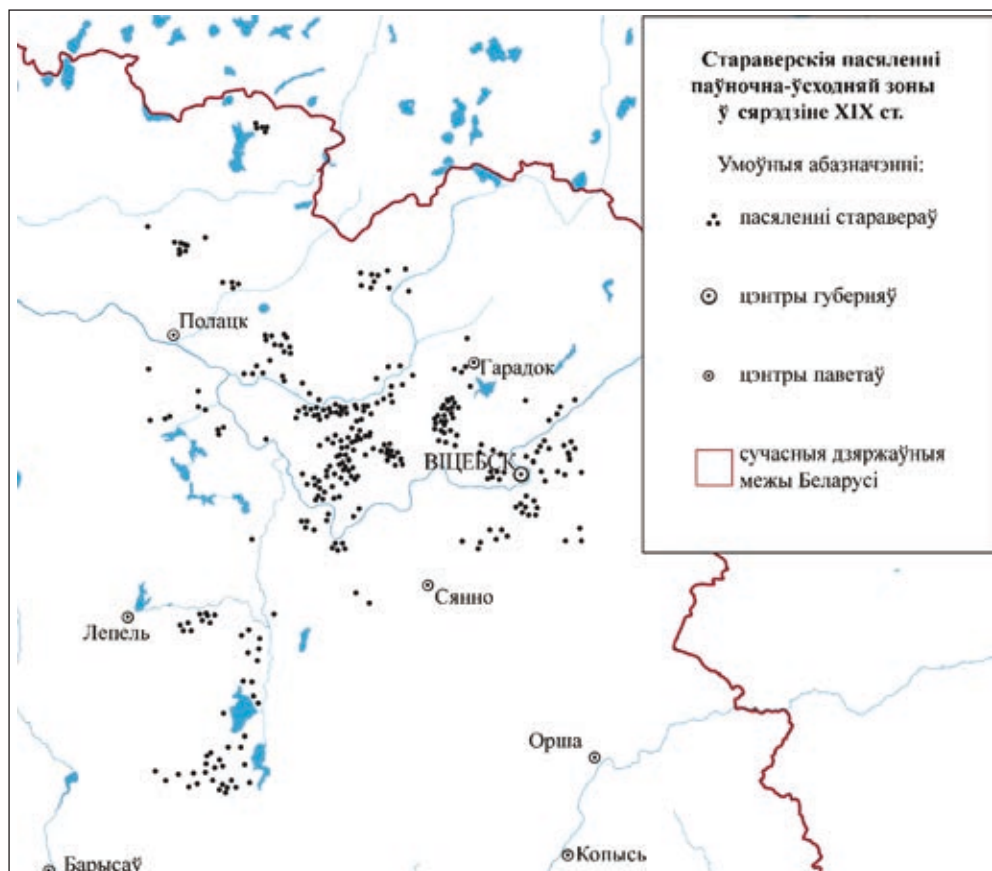 Стараверскія пасяленні
паўночна-ўсходняй зоны
ў сярэдзіне XIX ст.
Умоўныя абазначэнні:
пасяленні старавераў
цэнтры губерняў
цэнтры паветаў
сучасныя дзяржаўныя
межы Беларусі
Полацк
Гарадок
ВІЦЕБСК
Сянно
Лепель
Орша
Копысь
Барысаў